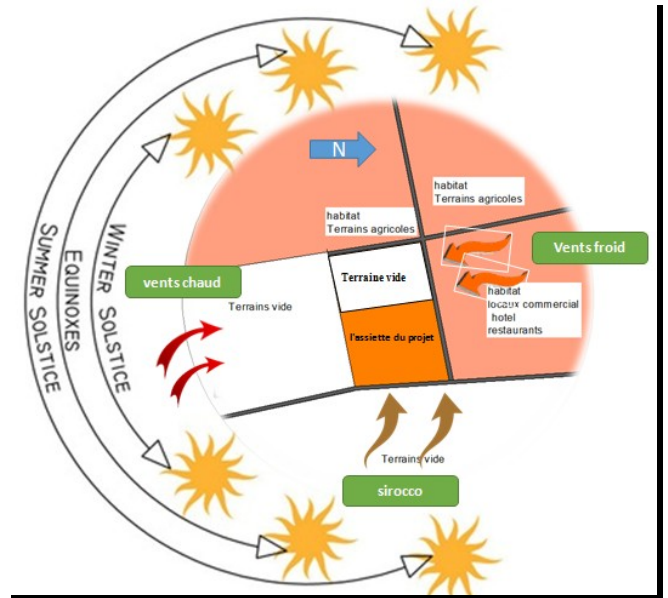 N
habitat
Terrains agricoles
habitat
Terrains agricoles
Vents froid
vents chaud
Terrains vide
Terraine vide
habitat
locaux commercial
hotel
restaurants
l'assiette du projet
SUMMER SOLSTICE
EQUINOXES
WINTER SOLSTICE
Terrains vide
sirocco